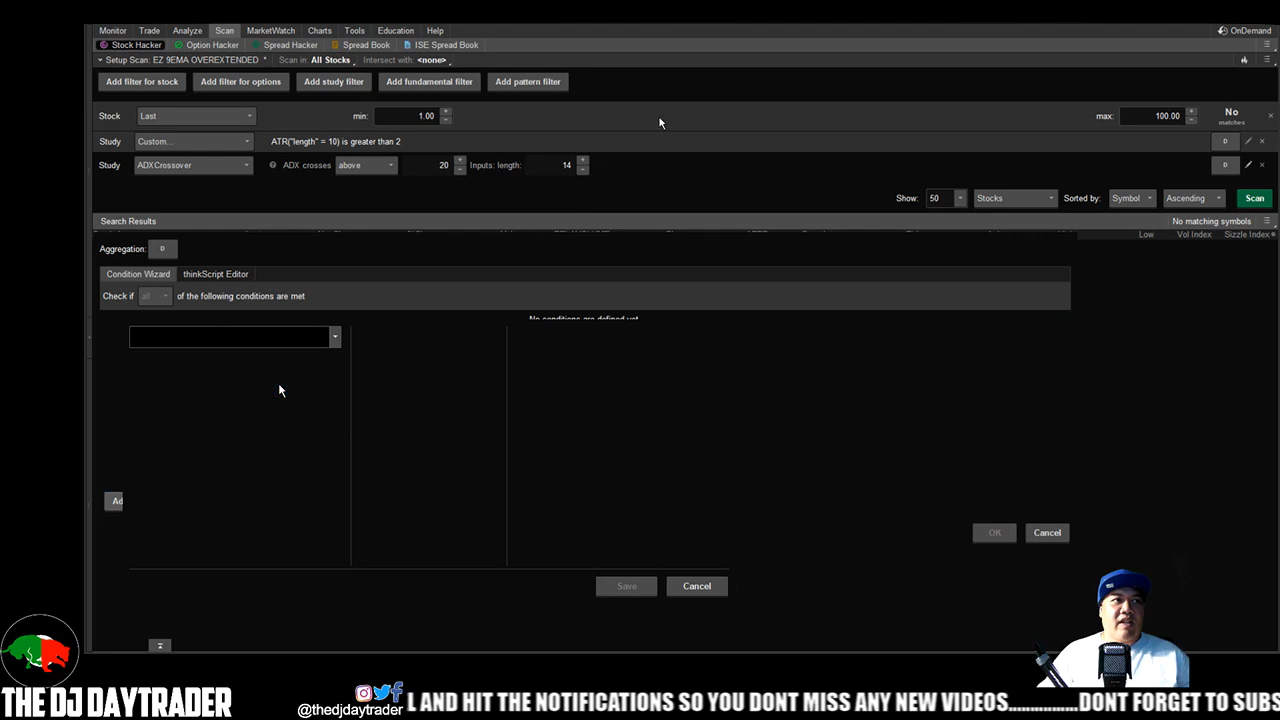 Monitor Trade Analyze Scan MarketWatch Charts Tools Education Help OnDemand
Stock Hacker Option Hacker Spread Hacker Spread Book ISE Spread Book
Setup Scan: EZ 9EMA OVEREXTENDED * Scan in All Stocks Intersect with: <none>
Add filter for stock Add filter for options Add study filter Add fundamental filter Add pattern filter
Stock Last min: 1.00 max: 100.00 No matches
Study Custom... ATR("length" = 10) is greater than 2 D
Study ADXCrossover ADX crosses above 20 Inputs: length: 14 D
Show: 50 Stocks Sorted by: Symbol Ascending Scan
Search Results No matching symbols
Low Vol Index Sizzle Index
Aggregation: D
Condition Wizard thinkScript Editor
Check if all of the following conditions are met
No conditions are defined yet
Ad
OK Cancel
Save Cancel
THE DJ DAYTRADER
@thedjdaytrader
L AND HIT THE NOTIFICATIONS SO YOU DONT MISS ANY NEW VIDEOS..................DONT FORGET TO SUBS